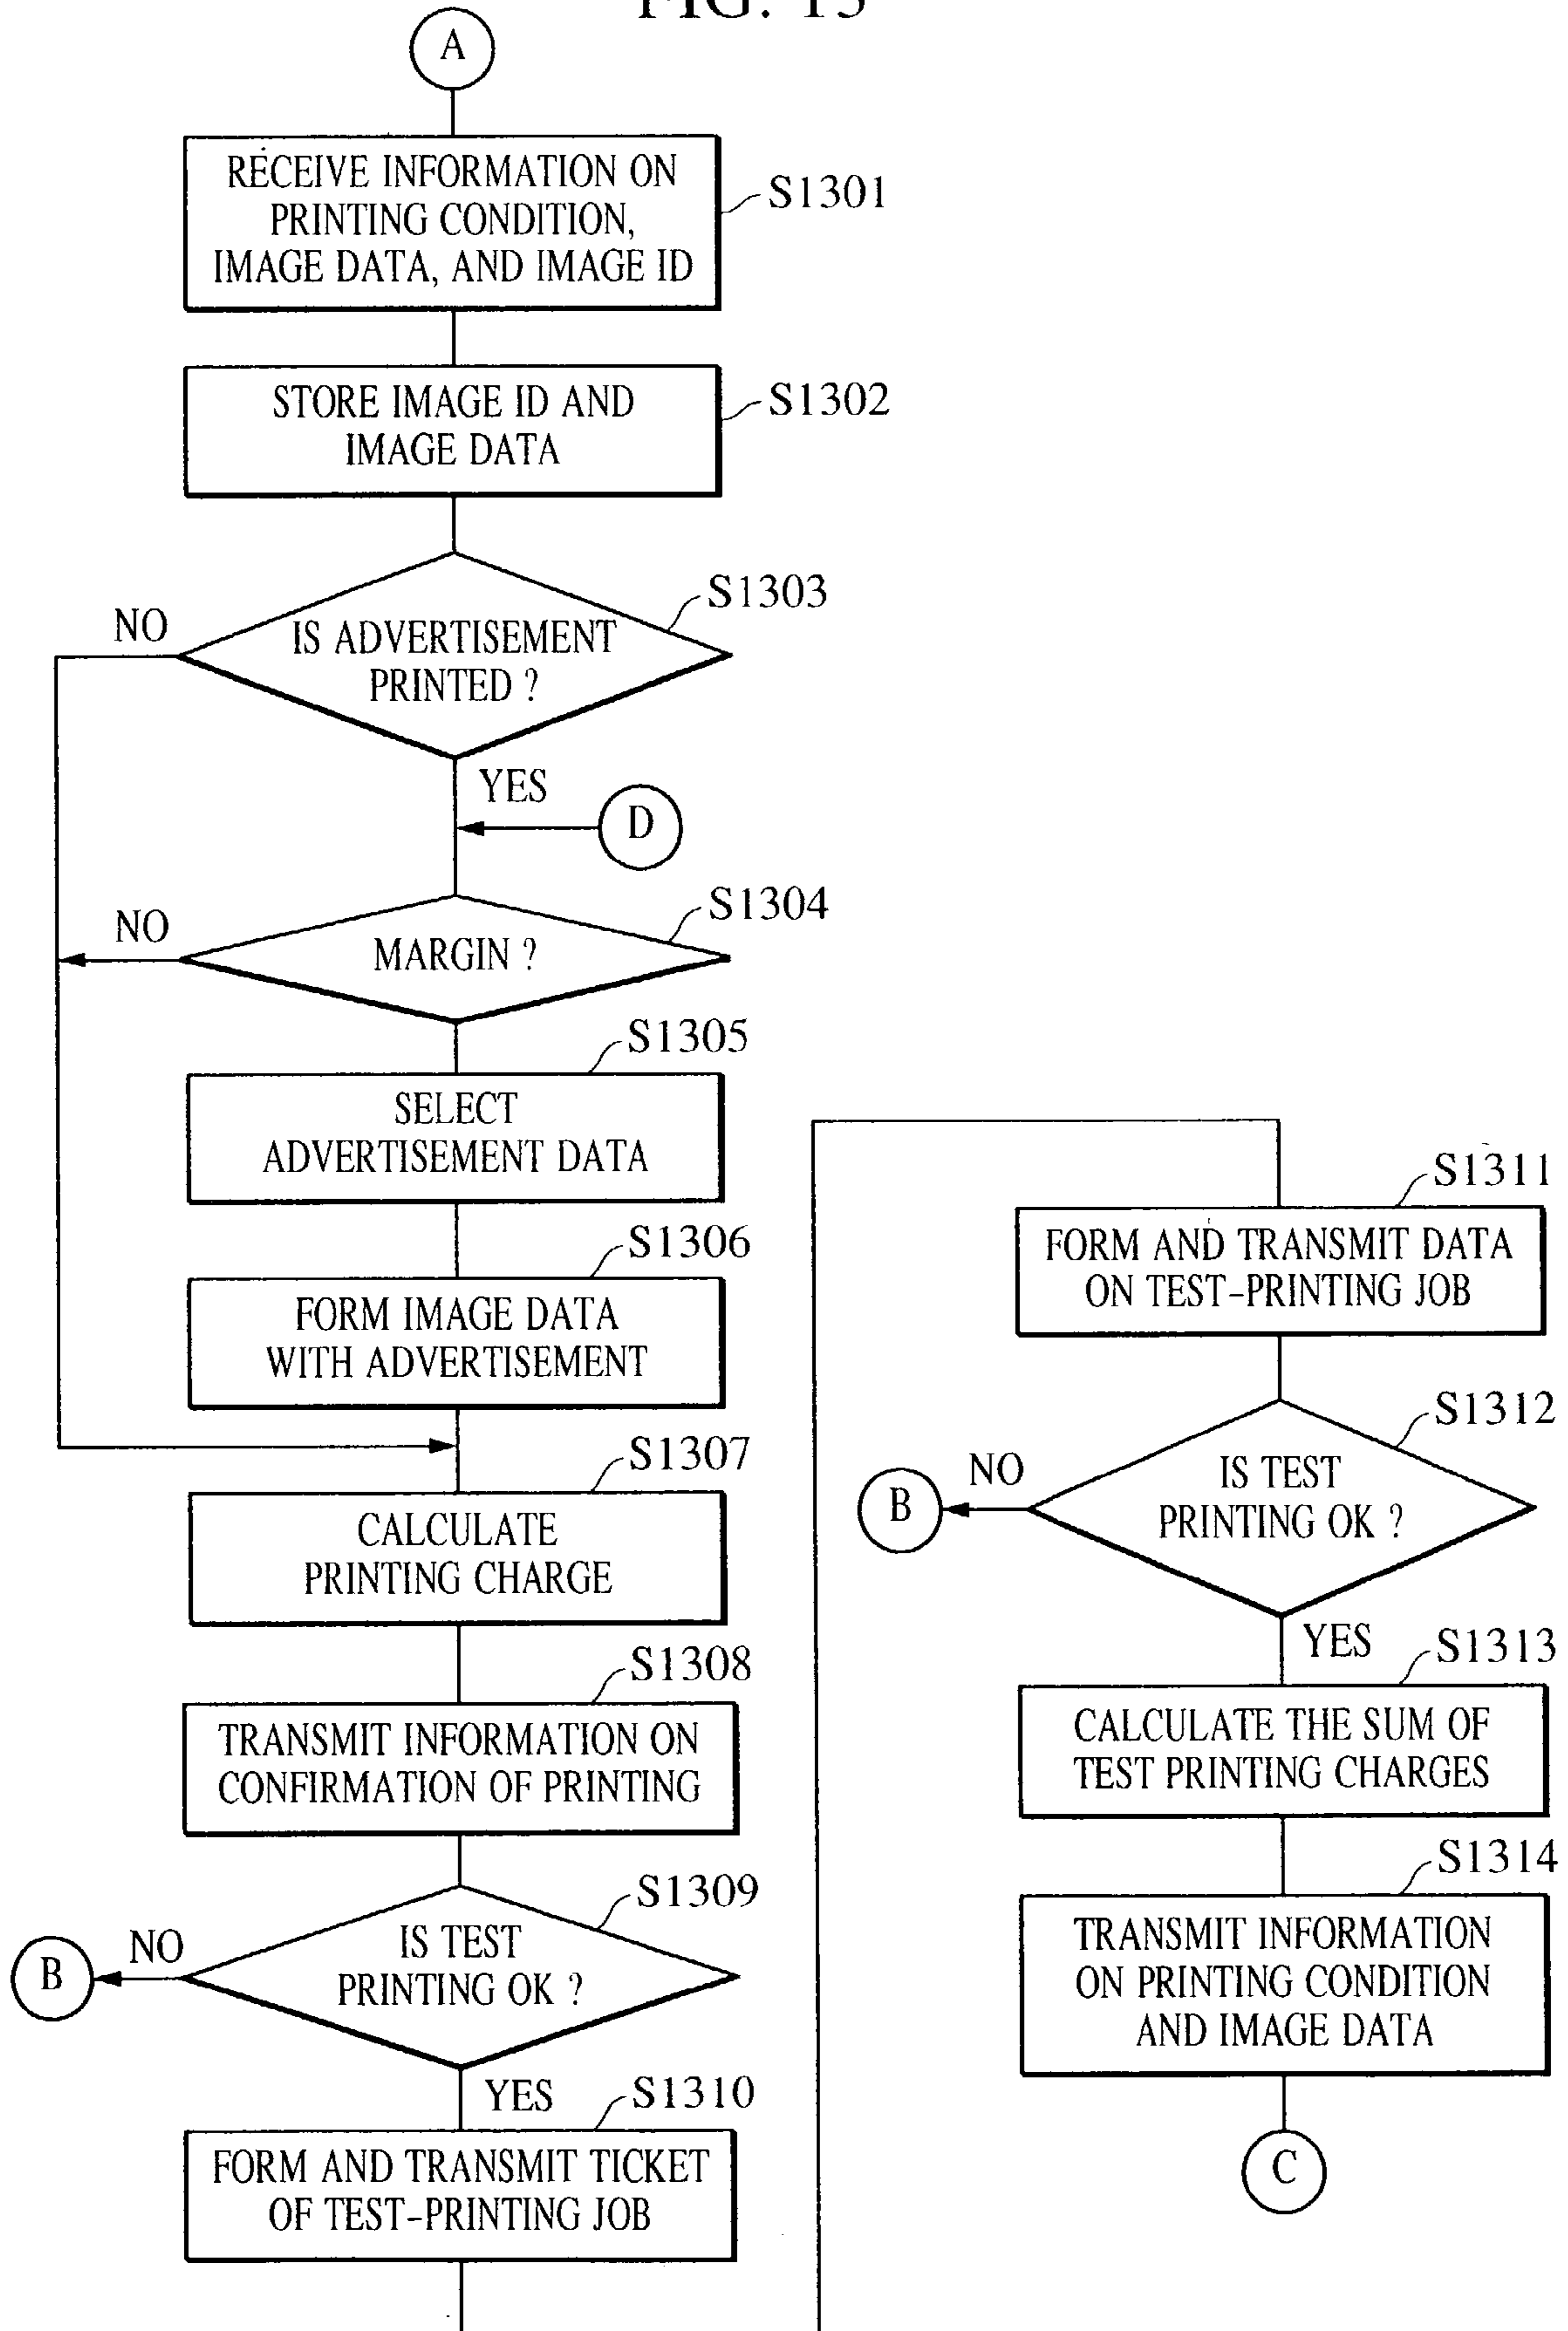 FIG. 13
A
RECEIVE INFORMATION ON
PRINTING CONDITION,
IMAGE DATA, AND IMAGE ID
S1301
STORE IMAGE ID AND
IMAGE DATA
S1302
S1303
NO
IS ADVERTISEMENT
PRINTED ?
YES
D
S1304
NO
MARGIN ?
S1305
SELECT
ADVERTISEMENT DATA
S1306
FORM IMAGE DATA
WITH ADVERTISEMENT
S1307
CALCULATE
PRINTING CHARGE
S1308
TRANSMIT INFORMATION ON
CONFIRMATION OF PRINTING
S1309
B
NO
IS TEST
PRINTING OK ?
YES
S1310
FORM AND TRANSMIT TICKET
OF TEST-PRINTING JOB
S1311
FORM AND TRANSMIT DATA
ON TEST-PRINTING JOB
S1312
B
NO
IS TEST
PRINTING OK ?
YES
S1313
CALCULATE THE SUM OF
TEST PRINTING CHARGES
S1314
TRANSMIT INFORMATION
ON PRINTING CONDITION
AND IMAGE DATA
C